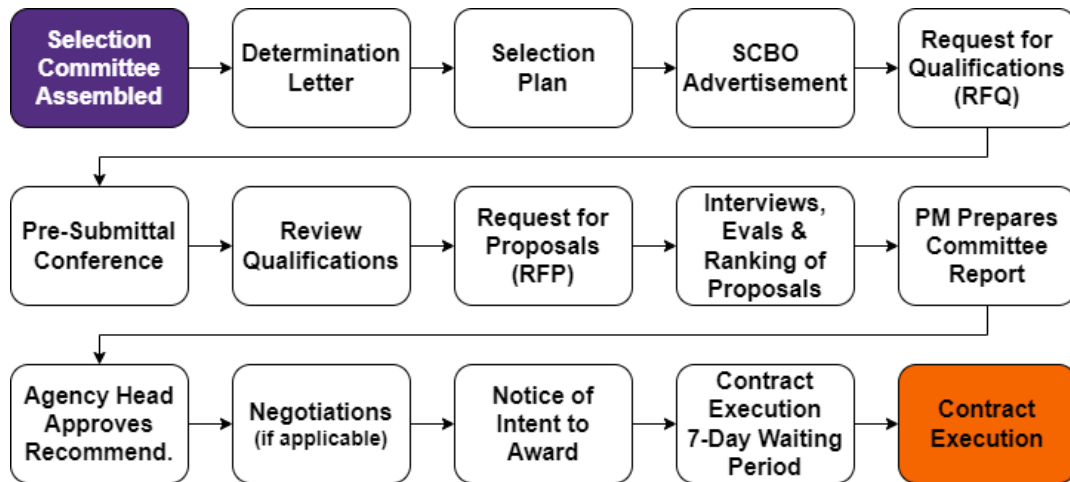 Selection
Committee
Assembled
Determination
Letter
Selection
Plan
SCBO
Advertisement
Request for
Qualifications
(RFQ)
Pre-Submittal
Conference
Review
Qualifications
Request for
Proposals
(RFP)
Interviews,
Evals &
Ranking of
Proposals
PM Prepares
Committee
Report
Agency Head
Approves
Recommend.
Negotiations
(if applicable)
Notice of
Intent to
Award
Contract
Execution
7-Day Waiting
Period
Contract
Execution